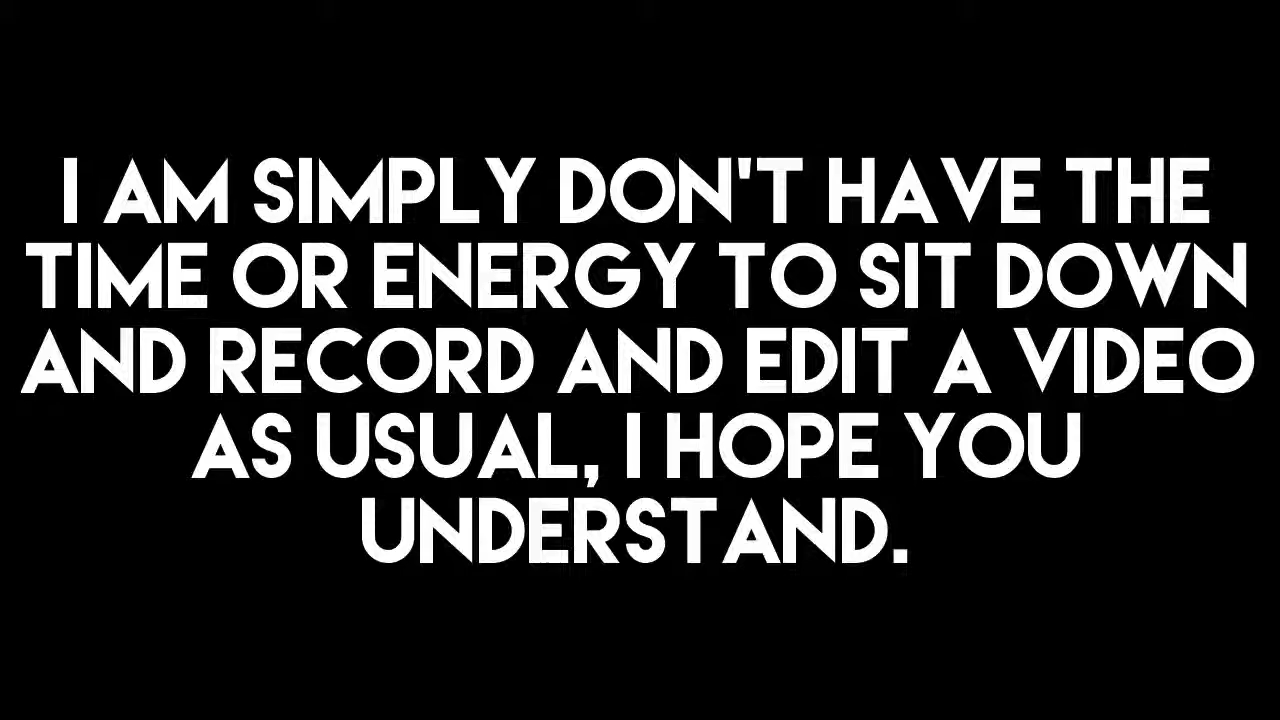 I AM SIMPLY DON'T HAVE THE
TIME OR ENERGY TO SIT DOWN
AND RECORD AND EDIT A VIDEO
AS USUAL, I HOPE YOU
UNDERSTAND.